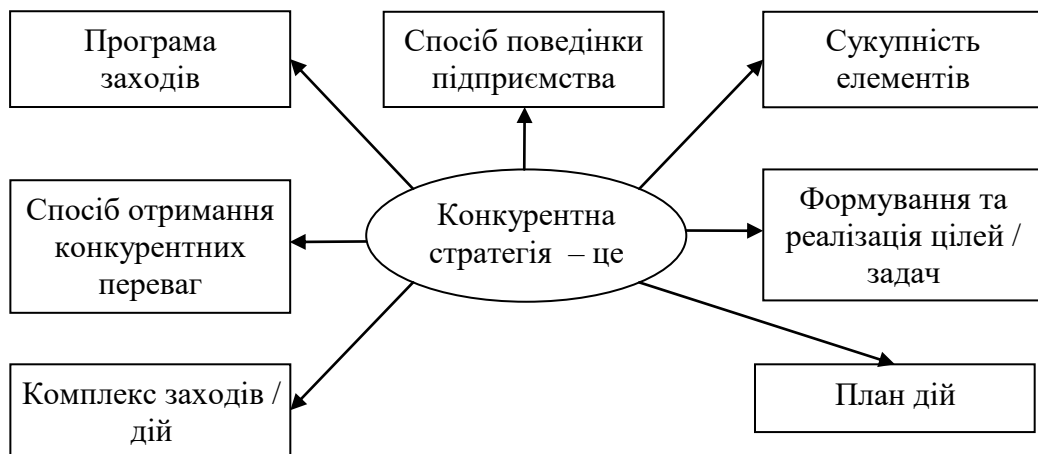 Програма
заходів
Спосіб поведінки
підприємства
Сукупність
елементів
Спосіб отримання
конкурентних
переваг
Конкурентна
стратегія – це
Формування та
реалізація цілей /
задач
Комплекс заходів /
дій
План дій